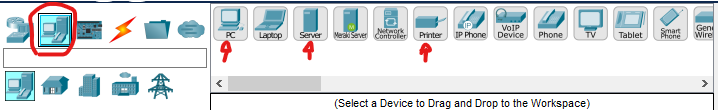 PC
Laptop
Server
Meraki Server
Network Controller
Printer
IP Phone
VoIP Device
Phone
TV
Tablet
Smart Phone
(Select a Device to Drag and Drop to the Workspace)